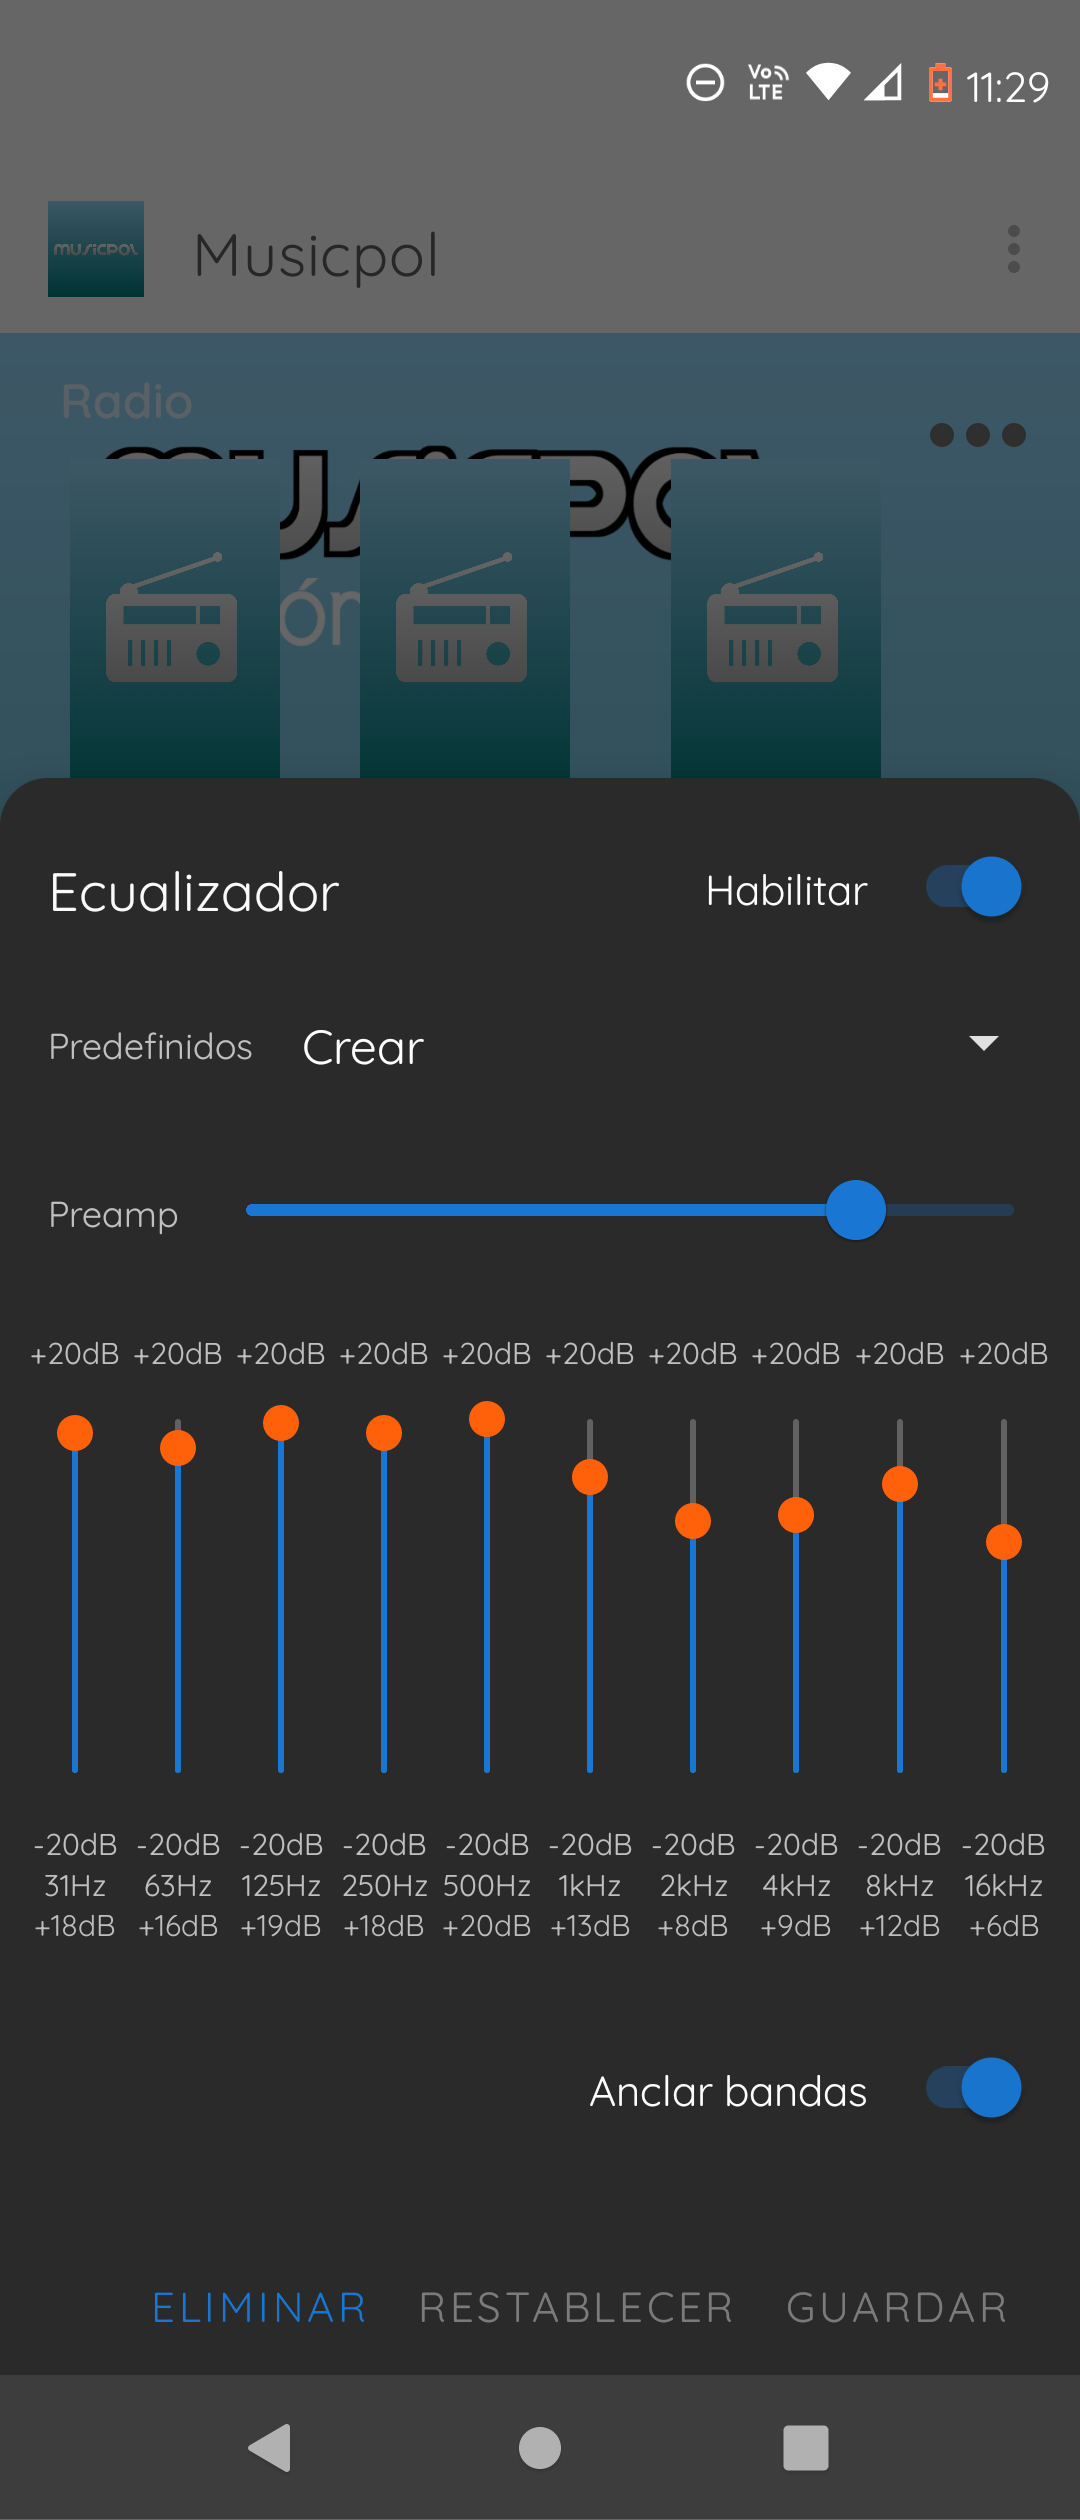 Vo LTE 11:29
MUSICPOL
Musicpol
Radio
MUSICPOL
ón
Ecualizador Habilitar
Predefinidos Crear
Preamp
+20dB +20dB +20dB +20dB +20dB +20dB +20dB +20dB +20dB +20dB
-20dB -20dB -20dB -20dB -20dB -20dB -20dB -20dB -20dB -20dB
31Hz 63Hz 125Hz 250Hz 500Hz 1kHz 2kHz 4kHz 8kHz 16kHz
+18dB +16dB +19dB +18dB +20dB +13dB +8dB +9dB +12dB +6dB
Anclar bandas
ELIMINAR RESTABLECER GUARDAR